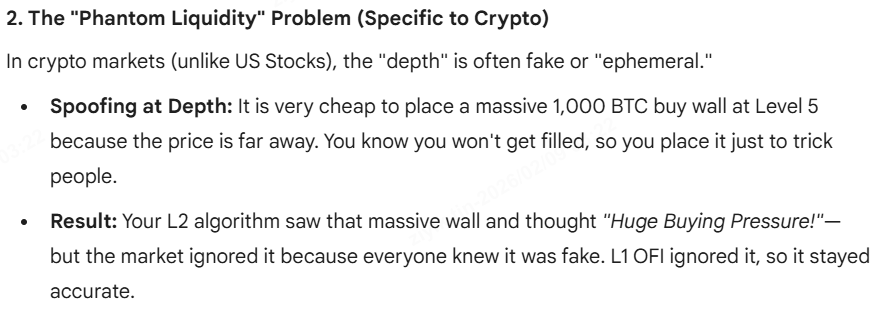 2. The "Phantom Liquidity" Problem (Specific to Crypto)
In crypto markets (unlike US Stocks), the "depth" is often fake or "ephemeral."
• Spoofing at Depth: It is very cheap to place a massive 1,000 BTC buy wall at Level 5
because the price is far away. You know you won't get filled, so you place it just to trick
people.
• Result: Your L2 algorithm saw that massive wall and thought "Huge Buying Pressure!"—
but the market ignored it because everyone knew it was fake. L1 OFI ignored it, so it stayed
accurate.